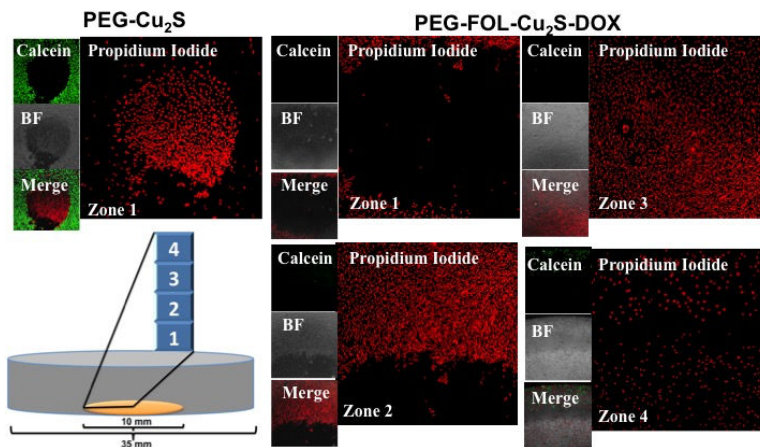 PEG-Cu₂S
PEG-FOL-Cu₂S-DOX
Calcein
Propidium Iodide
BF
Merge
Zone 1
Calcein
Propidium Iodide
BF
Merge
Zone 1
Calcein
Propidium Iodide
BF
Merge
Zone 3
4
3
2
1
10 mm
35 mm
Calcein
Propidium Iodide
BF
Merge
Zone 2
Calcein
Propidium Iodide
BF
Merge
Zone 4